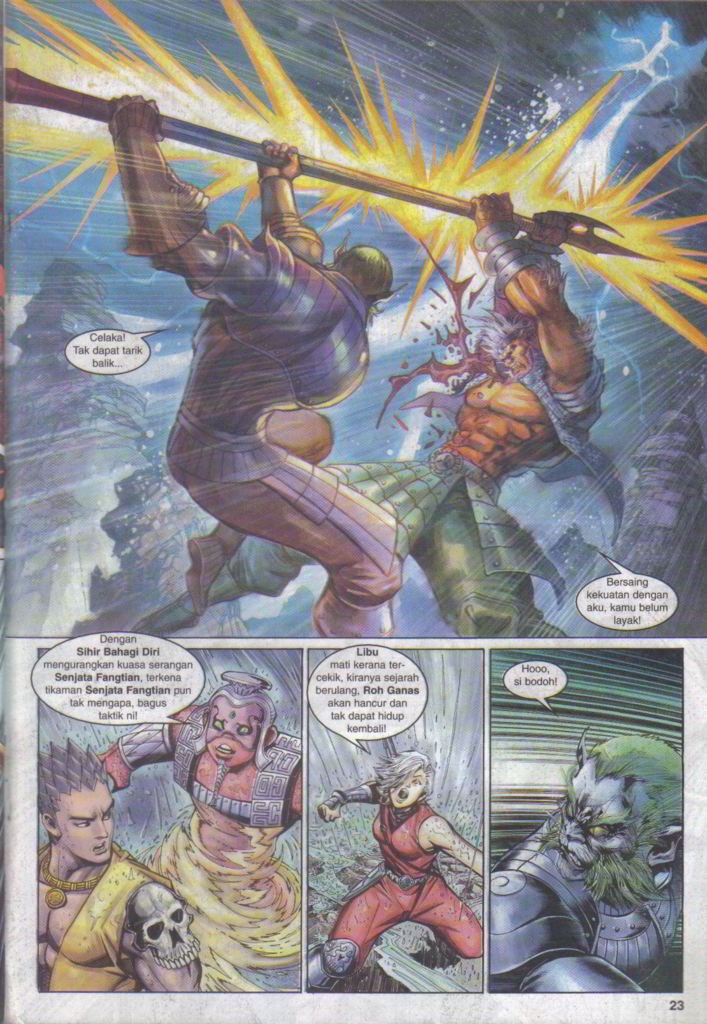 Celaka!
Tak dapat tarik
balik...
Bersaing
kekuatan dengan
aku, kamu belum
layak!
Dengan
Sihir Bahagi Diri
mengurangkan kuasa serangan
Senjata Fangtian, terkena
tikaman Senjata Fangtian pun
tak mengapa, bagus
taktik ni!
Libu
mati kerana ter-
cekik, kiranya sejarah
berulang, Roh Ganas
akan hancur dan
tak dapat hidup
kembali!
Hooo,
si bodoh!
23